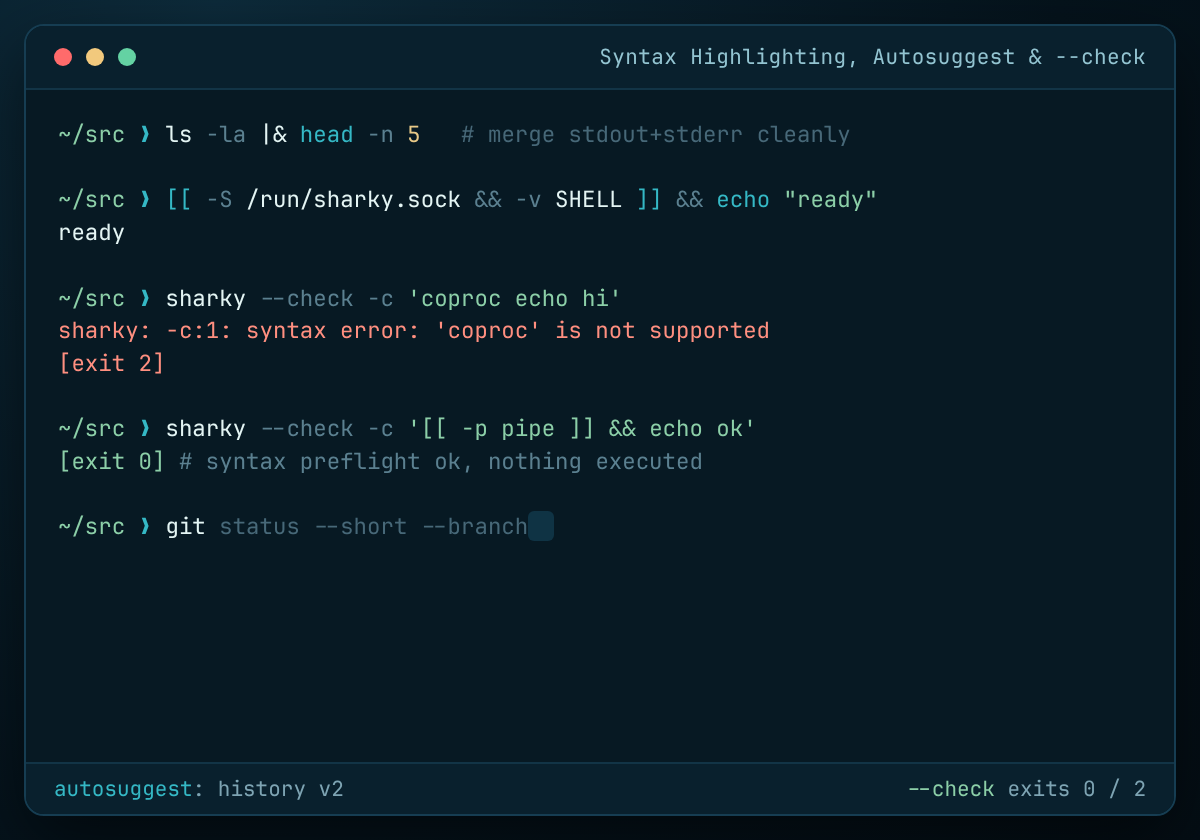 Syntax Highlighting, Autosuggest & --check
~/src ❯ ls -la |& head -n 5   # merge stdout+stderr cleanly
~/src ❯ [[ -S /run/sharky.sock && -v SHELL ]] && echo "ready"
ready
~/src ❯ sharky --check -c 'coproc echo hi'
sharky: -c:1: syntax error: 'coproc' is not supported
[exit 2]
~/src ❯ sharky --check -c '[[ -p pipe ]] && echo ok'
[exit 0] # syntax preflight ok, nothing executed
~/src ❯ git status --short --branch
autosuggest: history v2
--check exits 0 / 2